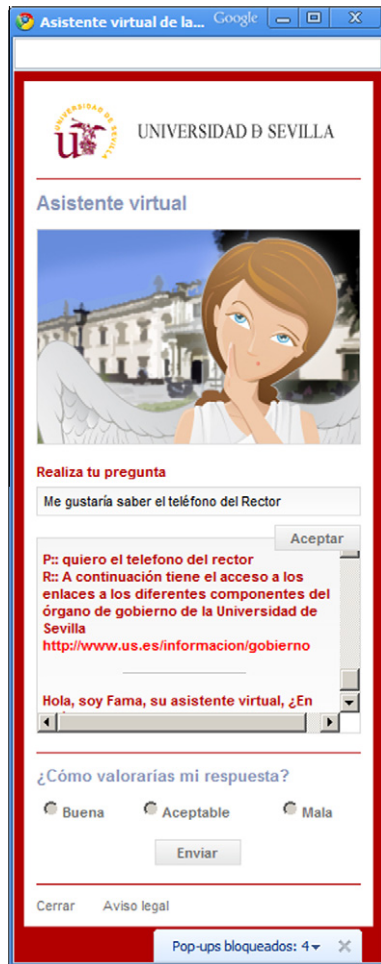 Asistente virtual de la...
Google
UNIVERSIDAD DE SEVILLA
UNIVERSIDAD Đ SEVILLA
Asistente virtual
Realiza tu pregunta
Me gustaría saber el teléfono del Rector
Aceptar
P:: quiero el telefono del rector
R:: A continuación tiene el acceso a los
enlaces a los diferentes componentes del
órgano de gobierno de la Universidad de
Sevilla
http://www.us.es/informacion/gobierno
Hola, soy Fama, su asistente virtual, ¿En
¿Cómo valorarías mi respuesta?
Buena Aceptable Mala
Enviar
Cerrar Aviso legal
Pop-ups bloqueados: 4